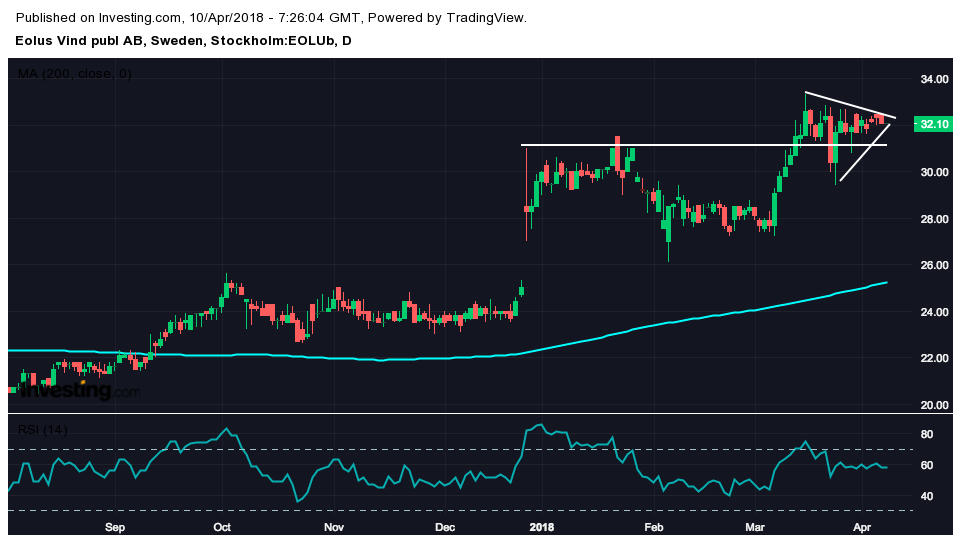 Published on Investing.com, 10/Apr/2018 - 7:26:04 GMT, Powered by TradingView.
Eolus Vind publ AB, Sweden, Stockholm:EOLUb, D
MA (200, close, 0)
34.00
32.10
30.00
28.00
26.00
24.00
22.00
20.00
Investing.com
RSI (14)
80
60
40
Sep Oct Nov Dec 2018 Feb Mar Apr